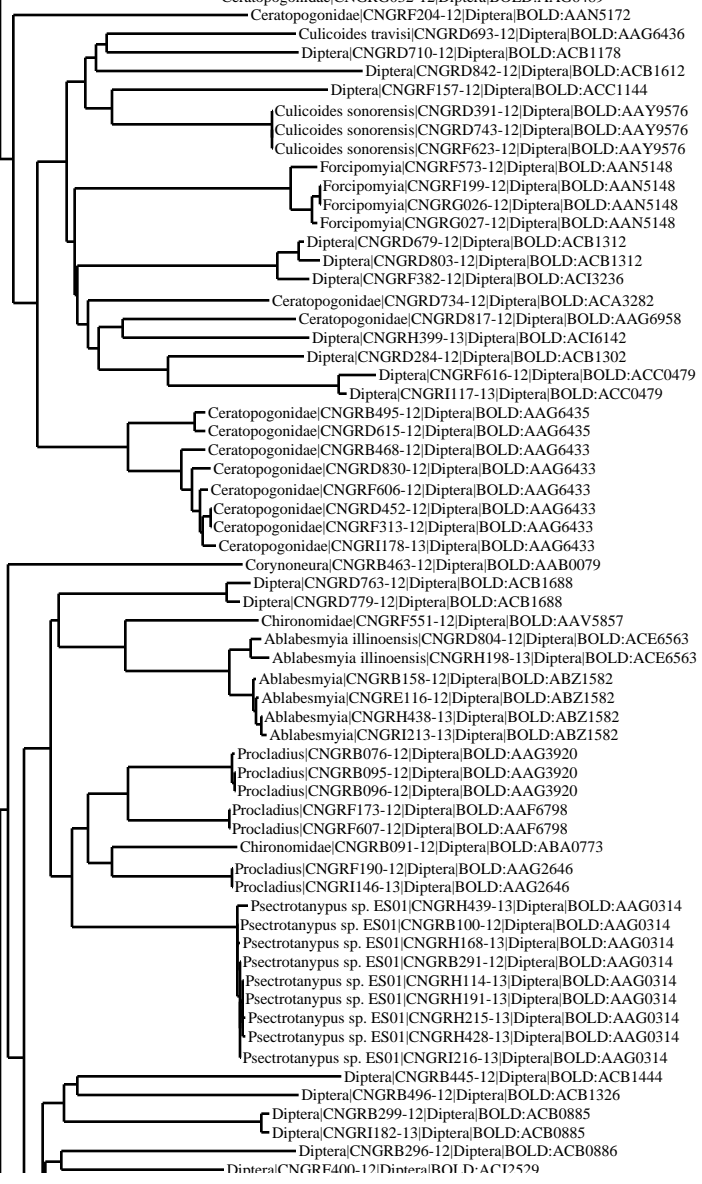 Ceratopogonidae|CNGRF204-12|Diptera|BOLD:AAN5172
Culicoides travisi|CNGRD693-12|Diptera|BOLD:AAG6436
Diptera|CNGRD710-12|Diptera|BOLD:ACB1178
Diptera|CNGRD842-12|Diptera|BOLD:ACB1612
Diptera|CNGRF157-12|Diptera|BOLD:ACC1144
Culicoides sonorensis|CNGRD391-12|Diptera|BOLD:AAY9576
Culicoides sonorensis|CNGRD743-12|Diptera|BOLD:AAY9576
Culicoides sonorensis|CNGRF623-12|Diptera|BOLD:AAY9576
Forcipomyia|CNGRF573-12|Diptera|BOLD:AAN5148
Forcipomyia|CNGRF199-12|Diptera|BOLD:AAN5148
Forcipomyia|CNGRG026-12|Diptera|BOLD:AAN5148
Forcipomyia|CNGRG027-12|Diptera|BOLD:AAN5148
Diptera|CNGRD679-12|Diptera|BOLD:ACB1312
Diptera|CNGRD803-12|Diptera|BOLD:ACB1312
Diptera|CNGRF382-12|Diptera|BOLD:ACI3236
Ceratopogonidae|CNGRD734-12|Diptera|BOLD:ACA3282
Ceratopogonidae|CNGRD817-12|Diptera|BOLD:AAG6958
Diptera|CNGRH399-13|Diptera|BOLD:ACI6142
Diptera|CNGRD284-12|Diptera|BOLD:ACB1302
Diptera|CNGRF616-12|Diptera|BOLD:ACC0479
Diptera|CNGRI117-13|Diptera|BOLD:ACC0479
Ceratopogonidae|CNGRB495-12|Diptera|BOLD:AAG6435
Ceratopogonidae|CNGRD615-12|Diptera|BOLD:AAG6435
Ceratopogonidae|CNGRB468-12|Diptera|BOLD:AAG6433
Ceratopogonidae|CNGRD830-12|Diptera|BOLD:AAG6433
Ceratopogonidae|CNGRF606-12|Diptera|BOLD:AAG6433
Ceratopogonidae|CNGRD452-12|Diptera|BOLD:AAG6433
Ceratopogonidae|CNGRF313-12|Diptera|BOLD:AAG6433
Ceratopogonidae|CNGRI178-13|Diptera|BOLD:AAG6433
Corynoneura|CNGRB463-12|Diptera|BOLD:AAB0079
Diptera|CNGRD763-12|Diptera|BOLD:ACB1688
Diptera|CNGRD779-12|Diptera|BOLD:ACB1688
Chironomidae|CNGRF551-12|Diptera|BOLD:AAV5857
Ablabesmyia illinoensis|CNGRD804-12|Diptera|BOLD:ACE6563
Ablabesmyia illinoensis|CNGRH198-13|Diptera|BOLD:ACE6563
Ablabesmyia|CNGRB158-12|Diptera|BOLD:ABZ1582
Ablabesmyia|CNGRE116-12|Diptera|BOLD:ABZ1582
Ablabesmyia|CNGRH438-13|Diptera|BOLD:ABZ1582
Ablabesmyia|CNGRI213-13|Diptera|BOLD:ABZ1582
Procladius|CNGRB076-12|Diptera|BOLD:AAG3920
Procladius|CNGRB095-12|Diptera|BOLD:AAG3920
Procladius|CNGRB096-12|Diptera|BOLD:AAG3920
Procladius|CNGRF173-12|Diptera|BOLD:AAF6798
Procladius|CNGRF607-12|Diptera|BOLD:AAF6798
Chironomidae|CNGRB091-12|Diptera|BOLD:ABA0773
Procladius|CNGRF190-12|Diptera|BOLD:AAG2646
Procladius|CNGRI146-13|Diptera|BOLD:AAG2646
Psectrotanypus sp. ES01|CNGRH439-13|Diptera|BOLD:AAG0314
Psectrotanypus sp. ES01|CNGRB100-12|Diptera|BOLD:AAG0314
Psectrotanypus sp. ES01|CNGRH168-13|Diptera|BOLD:AAG0314
Psectrotanypus sp. ES01|CNGRB291-12|Diptera|BOLD:AAG0314
Psectrotanypus sp. ES01|CNGRH114-13|Diptera|BOLD:AAG0314
Psectrotanypus sp. ES01|CNGRH191-13|Diptera|BOLD:AAG0314
Psectrotanypus sp. ES01|CNGRH215-13|Diptera|BOLD:AAG0314
Psectrotanypus sp. ES01|CNGRH428-13|Diptera|BOLD:AAG0314
Psectrotanypus sp. ES01|CNGRI216-13|Diptera|BOLD:AAG0314
Diptera|CNGRB445-12|Diptera|BOLD:ACB1444
Diptera|CNGRB496-12|Diptera|BOLD:ACB1326
Diptera|CNGRB299-12|Diptera|BOLD:ACB0885
Diptera|CNGRI182-13|Diptera|BOLD:ACB0885
Diptera|CNGRB296-12|Diptera|BOLD:ACB0886